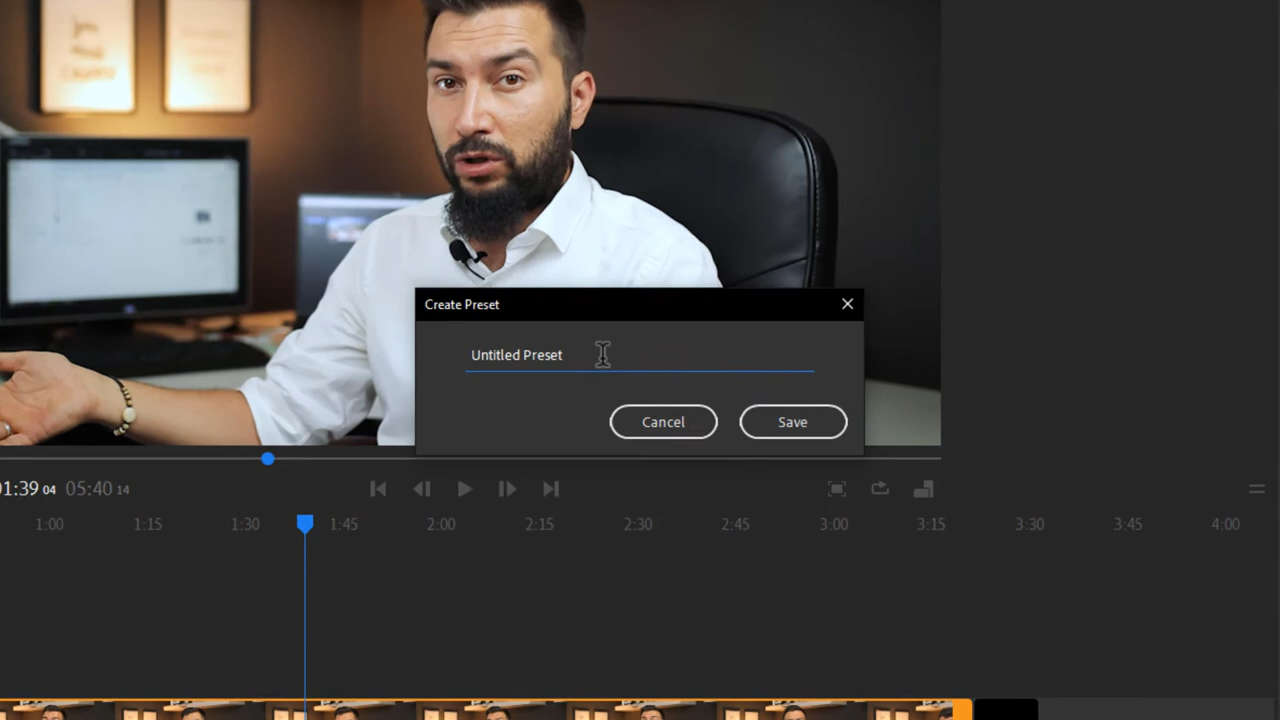 Create Preset
Untitled Preset
Cancel Save
1:39 04 05:40 14
1:00 1:15 1:30 1:45 2:00 2:15 2:30 2:45 3:00 3:15 3:30 3:45 4:00